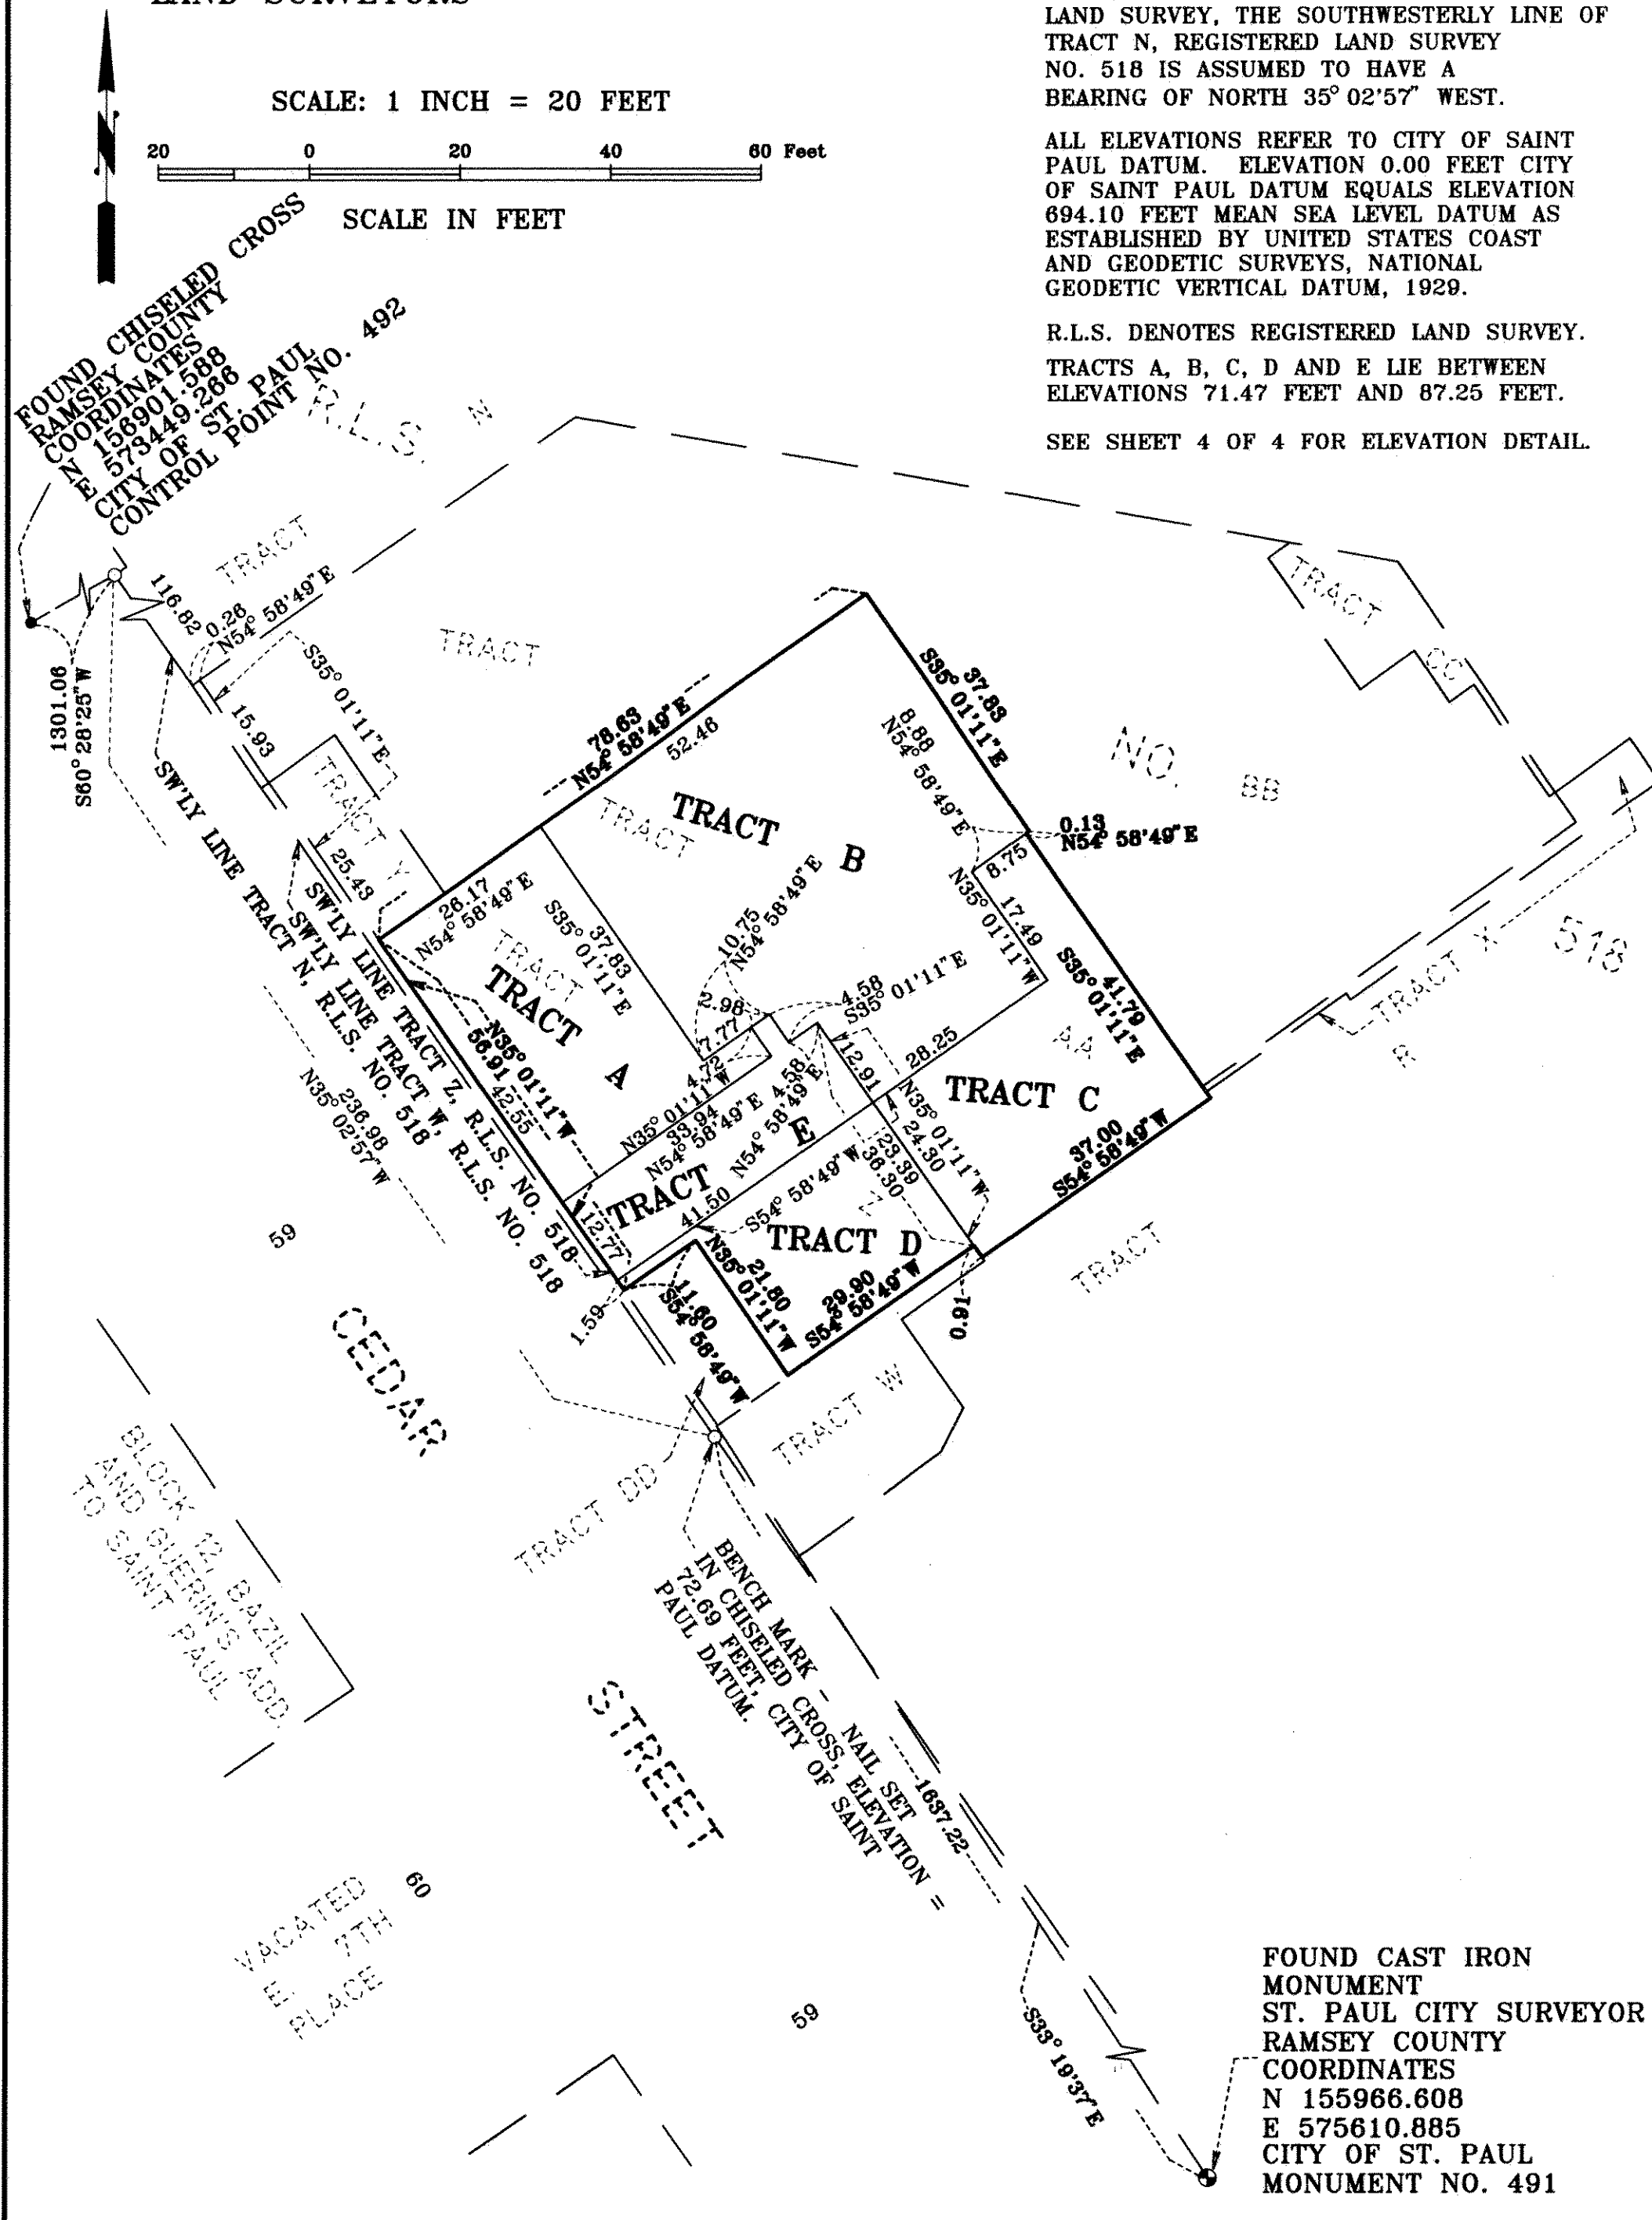 LAND SURVEYORS
N
SCALE: 1 INCH = 20 FEET
20 0 20 40 60 Feet
SCALE IN FEET
LAND SURVEY, THE SOUTHWESTERLY LINE OF
TRACT N, REGISTERED LAND SURVEY
NO. 518 IS ASSUMED TO HAVE A
BEARING OF NORTH 35° 02'57" WEST.
ALL ELEVATIONS REFER TO CITY OF SAINT
PAUL DATUM. ELEVATION 0.00 FEET CITY
OF SAINT PAUL DATUM EQUALS ELEVATION
694.10 FEET MEAN SEA LEVEL DATUM AS
ESTABLISHED BY UNITED STATES COAST
AND GEODETIC SURVEYS, NATIONAL
GEODETIC VERTICAL DATUM, 1929.
R.L.S. DENOTES REGISTERED LAND SURVEY.
TRACTS A, B, C, D AND E LIE BETWEEN
ELEVATIONS 71.47 FEET AND 87.25 FEET.
SEE SHEET 4 OF 4 FOR ELEVATION DETAIL.
FOUND CHISELED CROSS
RAMSEY COUNTY
COORDINATES
N 156901.588
E 573449.266
CITY OF ST. PAUL
CONTROL POINT NO. 492
R.L.S.
N
TRACT
116.82
0.26
N54° 58'49"E
S35° 01'11"E
1301.06
S60° 28'25"W
15.93
TRACT
TRACT Y
25.43
TRACT
CC
NO.
BB
518
TRACT X
R
78.63
N54° 58'49"E
52.46
37.83
S35° 01'11"E
8.88
N54° 58'49"E
0.13
N54° 58'49"E
8.75
17.49
N35° 01'11"W
41.79
S35° 01'11"E
TRACT B
TRACT
26.17
N54° 58'49"E
37.83
S35° 01'11"E
10.75
N54° 58'49"E
4.58
S35° 01'11"E
2.98
7.77
4.72
N35° 01'11"W
TRACT
TRACT A
N35° 01'11"W
56.91
42.55
33.94
N54° 58'49"E
4.58
N54° 58'49"E
12.91
28.25
AA
TRACT C
N35° 01'11"W
24.30
23.39
36.30
37.00
S54° 58'49"W
TRACT E
41.50
S54° 58'49"W
Z
12.77
TRACT D
N35° 01'11"W
21.80
29.90
S54° 58'49"W
0.91
11.60
S54° 58'49"W
1.59
SW'LY LINE TRACT Z, R.L.S. NO. 518
SW'LY LINE TRACT W, R.L.S. NO. 518
SW'LY LINE TRACT N, R.L.S. NO. 518
236.98
N35° 02'57"W
59
TRACT
TRACT W
TRACT DD
CEDAR
STREET
BLOCK 12, BAZIL
AND GUERIN'S ADD.
TO SAINT PAUL
BENCH MARK - NAIL SET
IN CHISELED CROSS, ELEVATION =
72.69 FEET, CITY OF SAINT
PAUL DATUM.
1637.22
S33° 19'37"E
60
VACATED
E. 7TH
PLACE
59
FOUND CAST IRON
MONUMENT
ST. PAUL CITY SURVEYOR
RAMSEY COUNTY
COORDINATES
N 155966.608
E 575610.885
CITY OF ST. PAUL
MONUMENT NO. 491